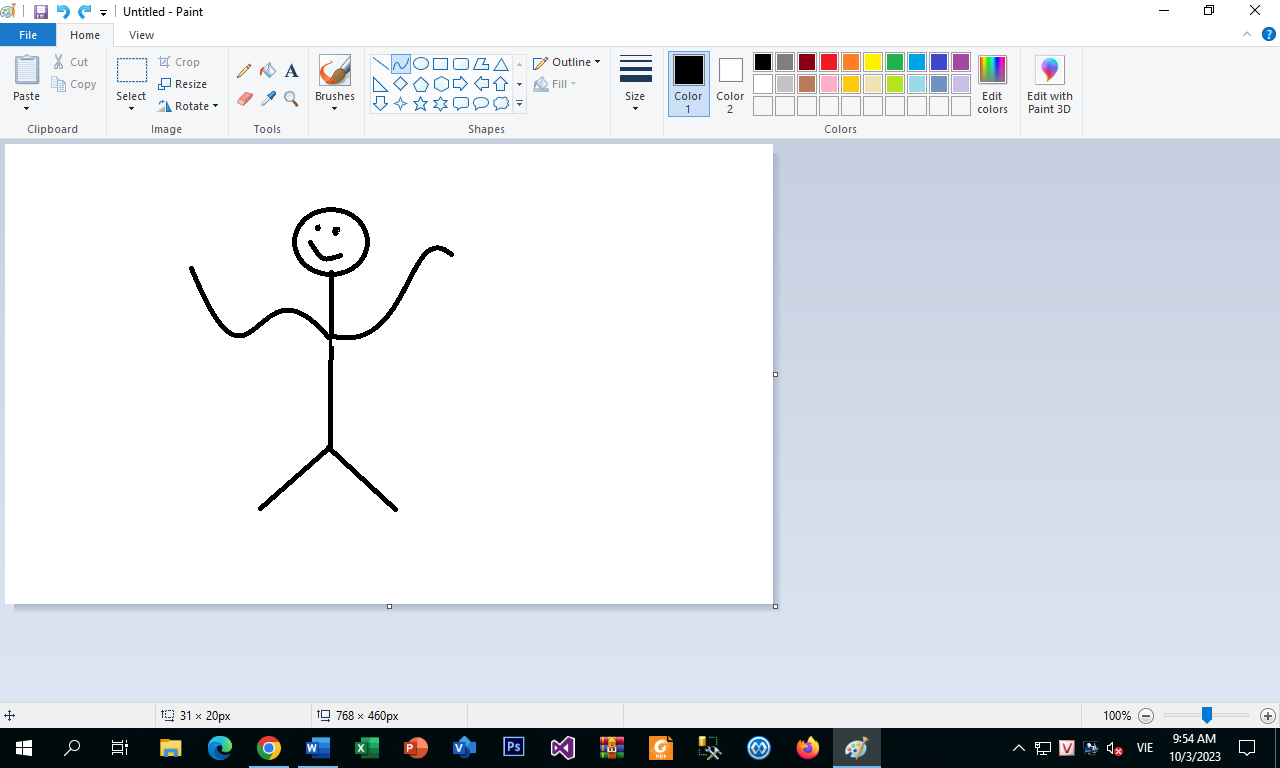 Untitled - Paint
File Home View
Paste
Cut
Copy
Clipboard
Select
Crop
Resize
Rotate
Image
A
Tools
Brushes
Outline
Fill
Shapes
Size
Color
1
Color
2
Edit
colors
Colors
Edit with
Paint 3D
31 × 20px
768 × 460px
100%
W
X
P
V
Ps
PDF
V
VIE
9:54 AM
10/3/2023